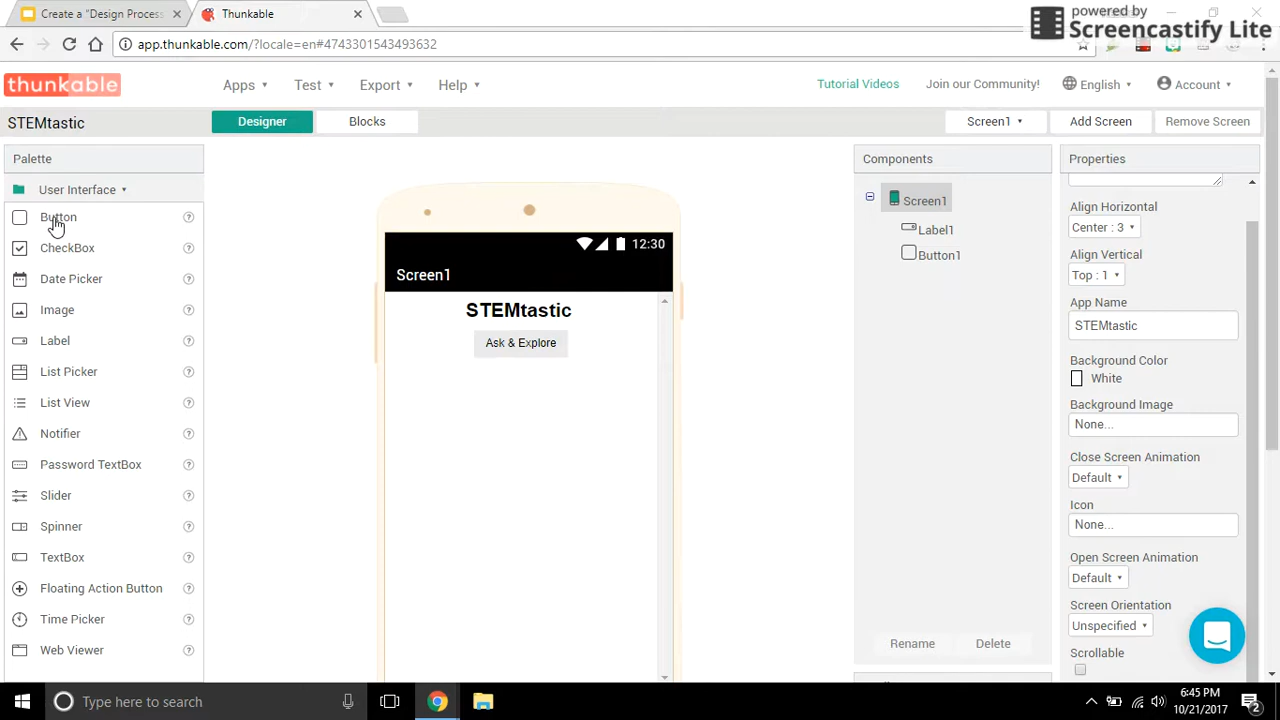 Create a "Design Process
Thunkable
powered by
Screencastify Lite
app.thunkable.com/?locale=en#4743301543493632
thunkable
Apps
Test
Export
Help
Tutorial Videos
Join our Community!
English
Account
STEMtastic
Designer
Blocks
Screen1
Add Screen
Remove Screen
Palette
User Interface
Button
CheckBox
Date Picker
Image
Label
List Picker
List View
Notifier
Password TextBox
Slider
Spinner
TextBox
Floating Action Button
Time Picker
Web Viewer
12:30
Screen1
STEMtastic
Ask & Explore
Components
Screen1
Label1
Button1
Rename
Delete
Properties
Align Horizontal
Center : 3
Align Vertical
Top : 1
App Name
STEMtastic
Background Color
White
Background Image
None...
Close Screen Animation
Default
Icon
None...
Open Screen Animation
Default
Screen Orientation
Unspecified
Scrollable
Type here to search
6:45 PM
10/21/2017
2